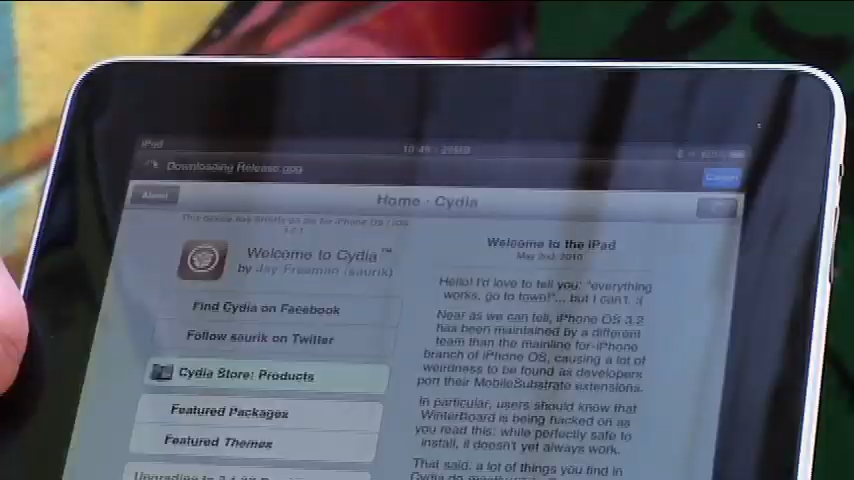 iPad
Downloading Release.gpg
Cancel
About
Home · Cydia
Welcome to Cydia™
by Jay Freeman (saurik)
Find Cydia on Facebook
Follow saurik on Twitter
Cydia Store: Products
Featured Packages
Featured Themes
Welcome to the iPad
May 2nd, 2010
Hello! I'd love to tell you: "everything
works, go to town!"... but I can't. :(
Near as we can tell, iPhone OS 3.2
has been maintained by a different
team than the mainline for-iPhone
branch of iPhone OS, causing a lot of
weirdness to be found as developers
port their MobileSubstrate extensions.
In particular, users should know that
WinterBoard is being hacked on as
you read this: while perfectly safe to
install, it doesn't yet always work.
That said, a lot of things you find in